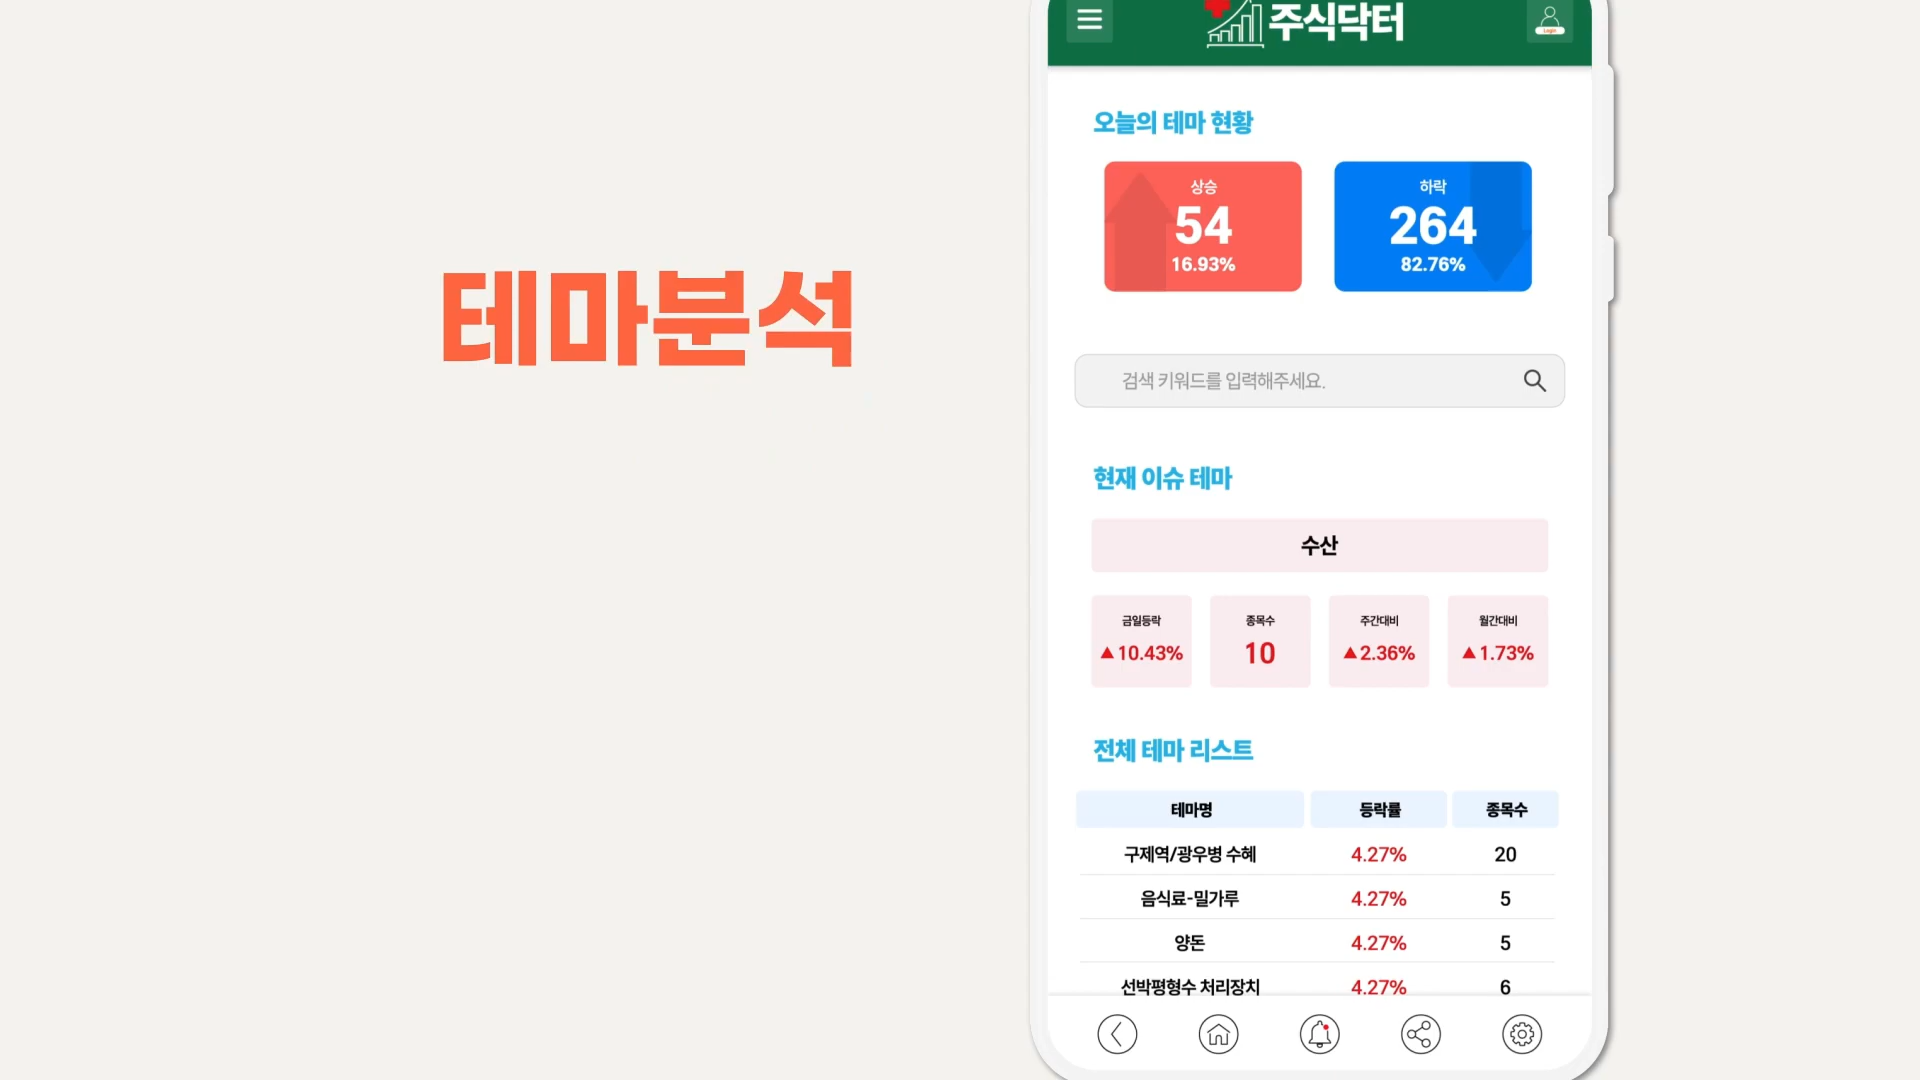 테마분석
주식닥터
Login
오늘의 테마 현황
상승
54
16.93%
하락
264
82.76%
검색 키워드를 입력해주세요.
현재 이슈 테마
수산
금일등락
▲10.43%
종목수
10
주간대비
▲2.36%
월간대비
▲1.73%
전체 테마 리스트
테마명 등락률 종목수
구제역/광우병 수혜 4.27% 20
음식료-밀가루 4.27% 5
양돈 4.27% 5
선박평형수 처리장치 4.27% 6